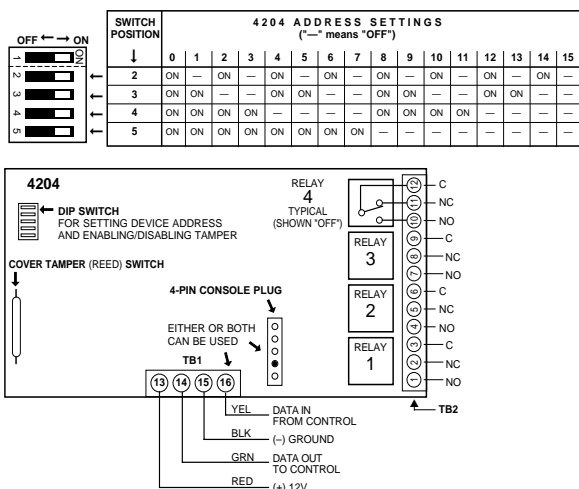 SWITCH POSITION
4204 ADDRESS SETTINGS
("—" means "OFF")
OFF ←→ ON
ON
↓ 0 1 2 3 4 5 6 7 8 9 10 11 12 13 14 15
2 ON — ON — ON — ON — ON — ON — ON — ON —
3 ON ON — — ON ON — — ON ON — — ON ON — —
4 ON ON ON ON — — — — ON ON ON ON — — — —
5 ON ON ON ON ON ON ON ON — — — — — — — —
1
2
3
4
5
4204
DIP SWITCH
FOR SETTING DEVICE ADDRESS
AND ENABLING/DISABLING TAMPER
COVER TAMPER (REED) SWITCH
4-PIN CONSOLE PLUG
EITHER OR BOTH
CAN BE USED
TB1
13 14 15 16
RELAY
4
TYPICAL
(SHOWN "OFF")
RELAY
3
RELAY
2
RELAY
1
12 C
11 NC
10 NO
9 C
8 NC
7 NO
6 C
5 NC
4 NO
3 C
2 NC
1 NO
TB2
YEL DATA IN
FROM CONTROL
BLK (–) GROUND
GRN DATA OUT
TO CONTROL
RED (+) 12V